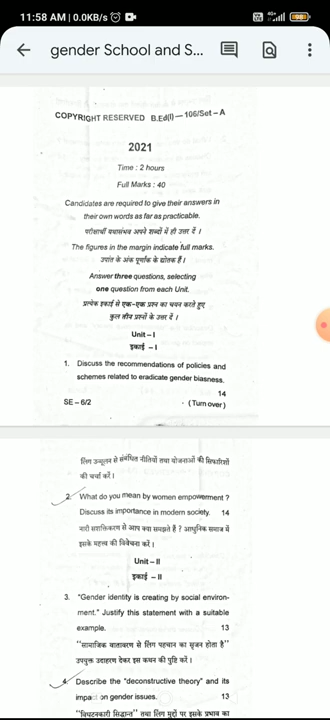 11:58 AM | 0.0KB/s
4G+
98
gender School and S...
COPYRIGHT RESERVED B.Ed(I)—106/Set–A
2021
Time : 2 hours
Full Marks : 40
Candidates are required to give their answers in
their own words as far as practicable.
परीक्षार्थी यथासंभव अपने शब्दों में ही उत्तर दें ।
The figures in the margin indicate full marks.
उपांत के अंक पूर्णांक के द्योतक हैं ।
Answer three questions, selecting
one question from each Unit.
प्रत्येक इकाई से एक-एक प्रश्न का चयन करते हुए
कुल तीन प्रश्नों के उत्तर दें ।
Unit–I
इकाई –I
1. Discuss the recommendations of policies and
schemes related to eradicate gender biasness.
14
SE–6/2 (Turn over)
लिंग उन्मूलन से संबंधित नीतियों तथा योजनाओं की सिफारिशों
की चर्चा करें ।
2. What do you mean by women empowerment ?
Discuss its importance in modern society. 14
नारी सशक्तिकरण से आप क्या समझते हैं ? आधुनिक समाज में
इसके महत्व की विवेचना करें ।
Unit–II
इकाई –II
3. "Gender identity is creating by social environ-
ment." Justify this statement with a suitable
example. 13
"सामाजिक वातावरण से लिंग पहचान का सृजन होता है"
उपयुक्त उदाहरण देकर इस कथन की पुष्टि करें ।
4. Describe the "deconstructive theory" and its
impact on gender issues. 13
"विघटनकारी सिद्धान्त" तथा लिंग मुद्दों पर इसके प्रभाव का